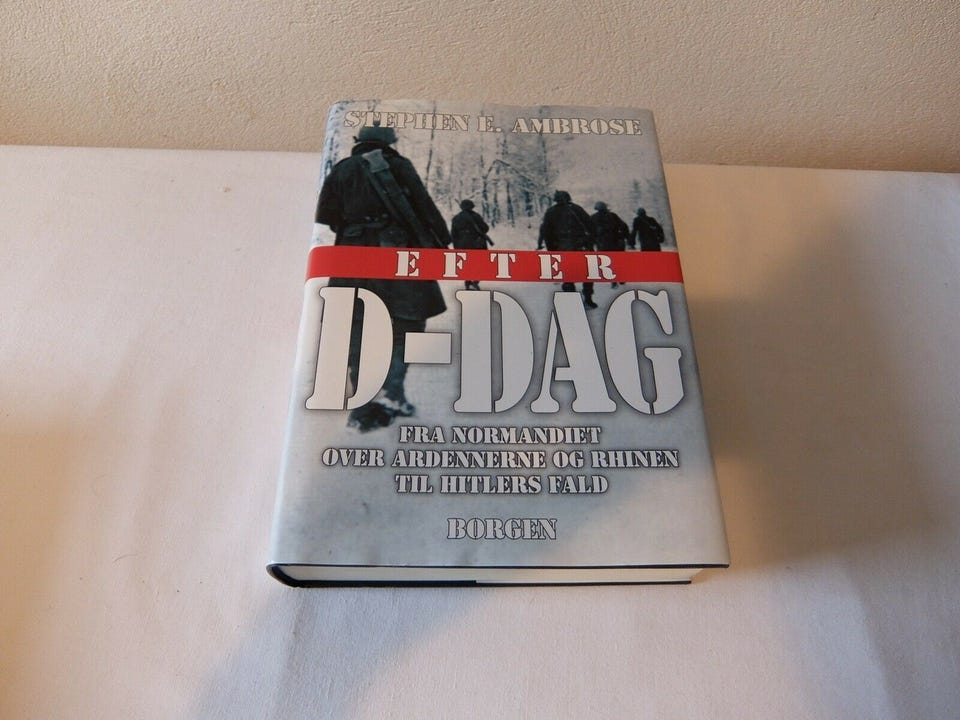 STEPHEN E. AMBROSE
EFTER
D-DAG
FRA NORMANDIET
OVER ARDENNERNE OG RHINEN
TIL HITLERS FALD
BORGEN